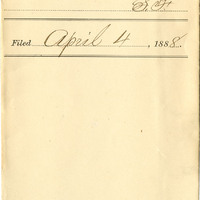 D. T.
Filed April 4, 1888.